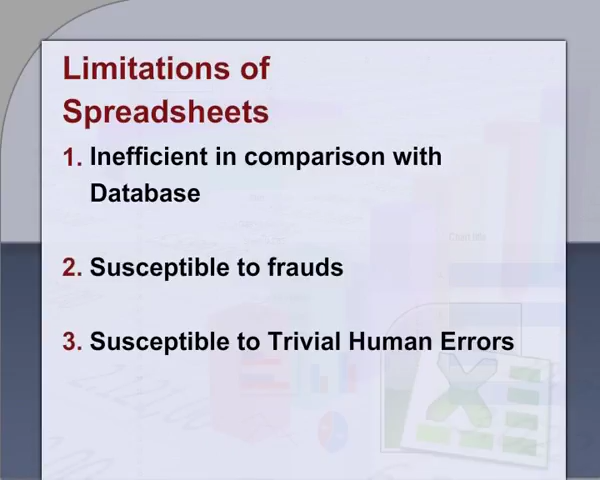 Limitations of
Spreadsheets
1. Inefficient in comparison with
Database
2. Susceptible to frauds
3. Susceptible to Trivial Human Errors